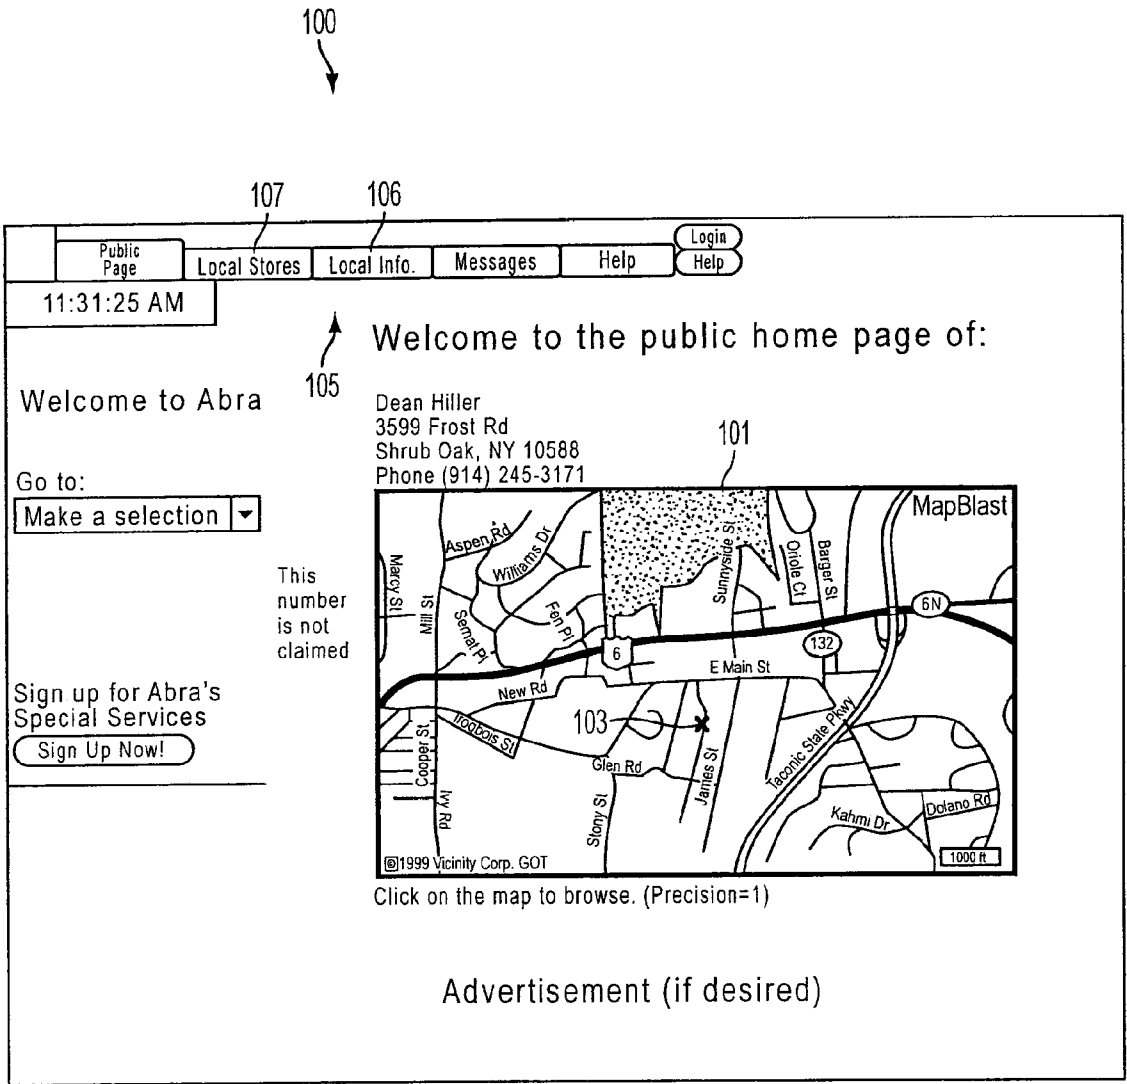 100
107
106
Public
Page
Local Stores
Local Info.
Messages
Help
Login
Help
11:31:25 AM
105
Welcome to the public home page of:
Welcome to Abra
Dean Hiller
3599 Frost Rd
Shrub Oak, NY 10588
Phone (914) 245-3171
101
Go to:
Make a selection
This
number
is not
claimed
Sign up for Abra's
Special Services
Sign Up Now!
MapBlast
Aspen Rd
Williams Dr
Sunnyside St
Oriole Ct
Barger St
Marcy St
Mill St
Semat Pl
Fen Pl
6N
6
132
E Main St
New Rd
103
Iroqbois St
Cooper St
Glen Rd
James St
Taconic State Pkwy
Ivy Rd
Stony St
Kahmi Dr
Dolano Rd
©1999 Vicinity Corp. GOT
1000 ft
Click on the map to browse. (Precision=1)
Advertisement (if desired)